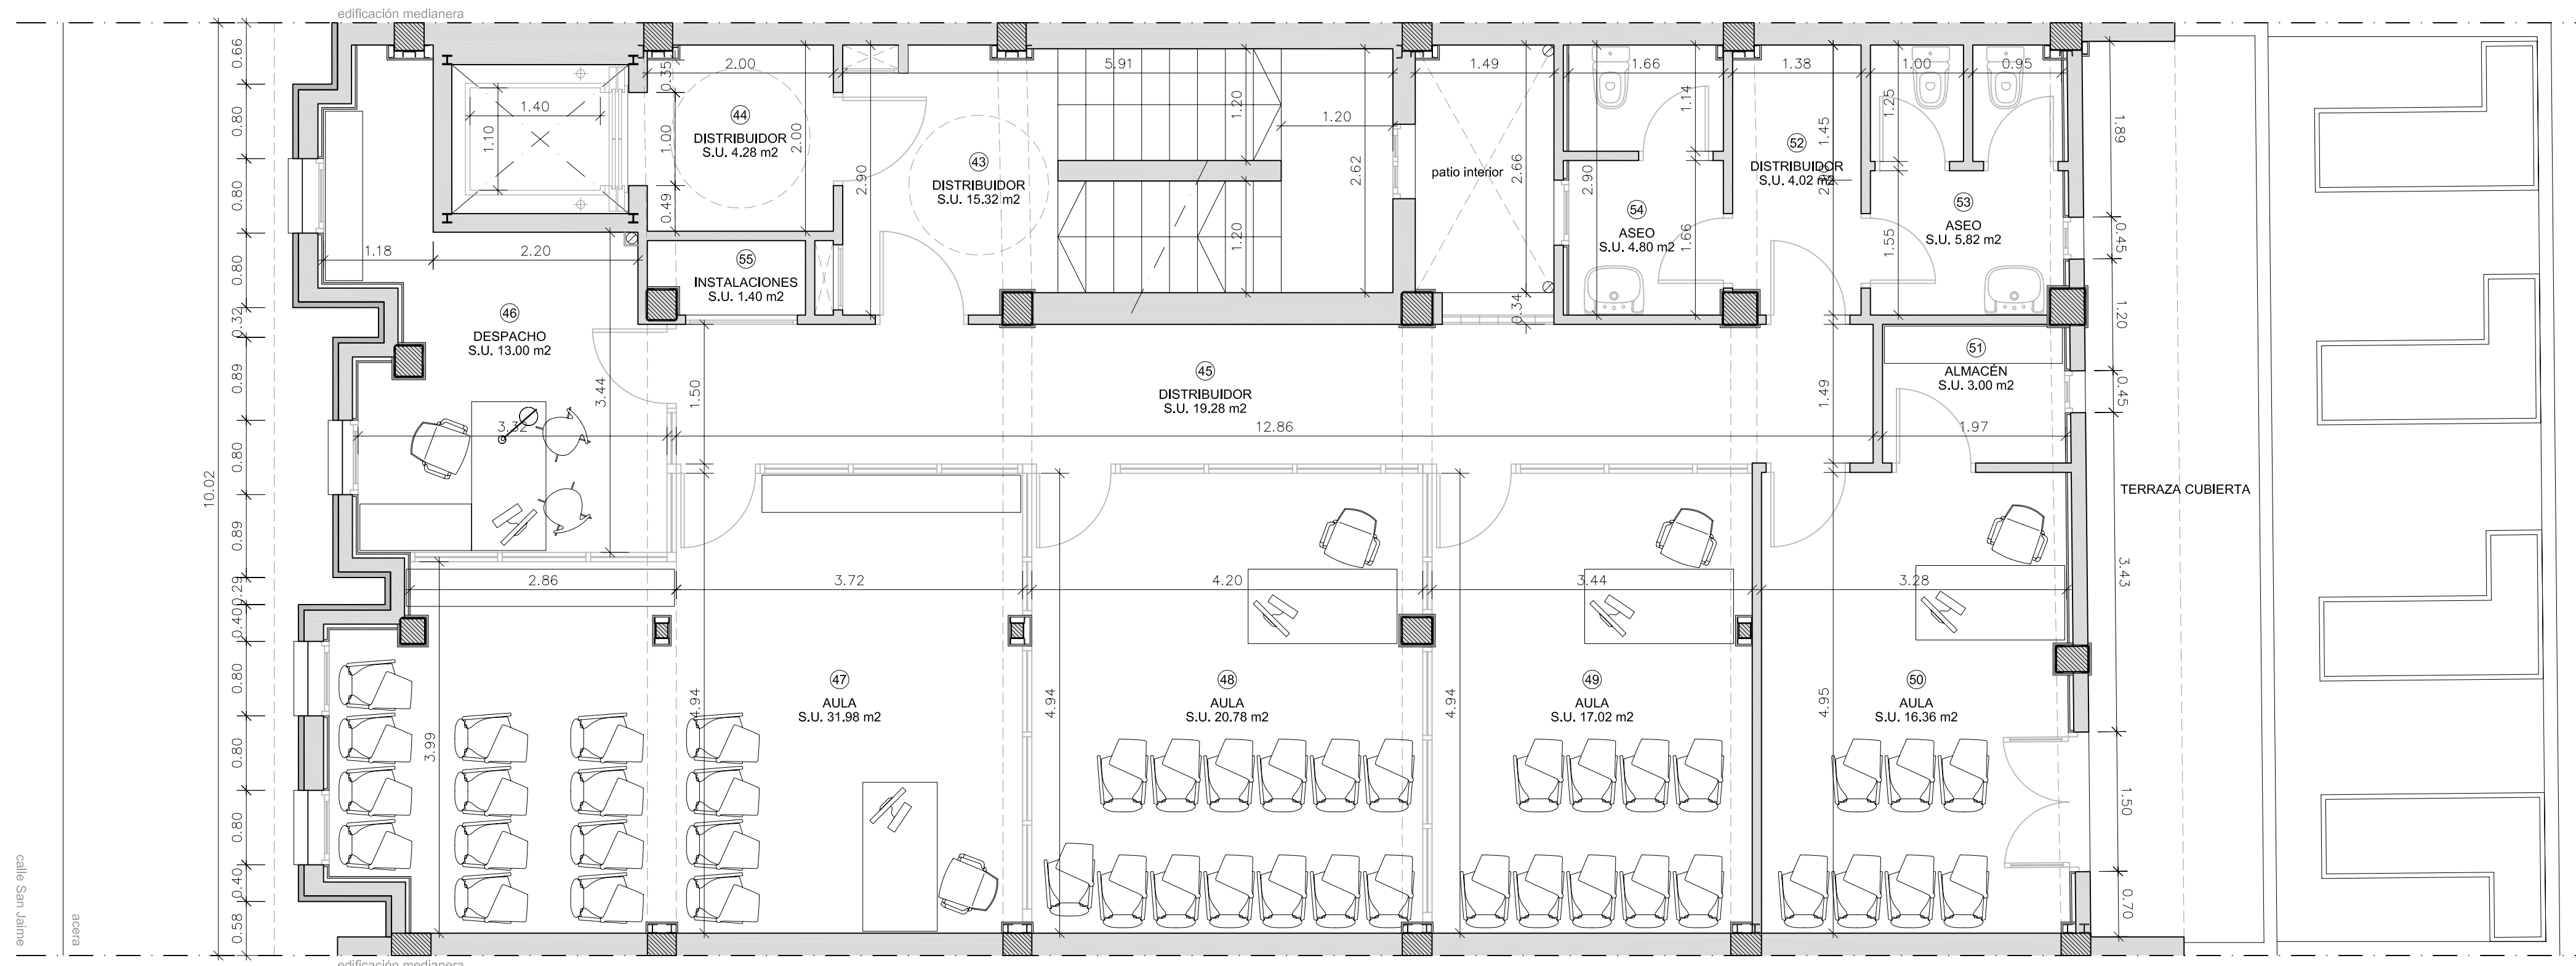 edificación medianera
0.66
0.80
0.80
0.80
0.32
0.89
0.80
0.89
0.29
0.40
0.80
0.80
0.80
0.40
0.58
10.02
calle San Jaime
acera
1.40
1.10
0.35
1.00
0.49
2.00
44
DISTRIBUIDOR
S.U. 4.28 m2
2.00
5.91
2.90
43
DISTRIBUIDOR
S.U. 15.32 m2
1.20
1.20
1.20
2.62
1.49
patio interior
2.66
0.34
1.66
1.14
2.90
54
ASEO
S.U. 4.80 m2
1.66
1.38
1.45
52
DISTRIBUIDOR
S.U. 4.02 m2
1.00
0.95
1.25
1.55
53
ASEO
S.U. 5.82 m2
1.89
0.45
1.20
0.45
3.43
1.50
0.70
1.18
2.20
55
INSTALACIONES
S.U. 1.40 m2
46
DESPACHO
S.U. 13.00 m2
3.44
3.32
1.50
45
DISTRIBUIDOR
S.U. 19.28 m2
12.86
1.49
51
ALMACÉN
S.U. 3.00 m2
1.97
TERRAZA CUBIERTA
2.86
3.72
4.20
3.44
3.28
3.99
4.94
47
AULA
S.U. 31.98 m2
4.94
48
AULA
S.U. 20.78 m2
4.94
49
AULA
S.U. 17.02 m2
4.95
50
AULA
S.U. 16.36 m2
edificación medianera